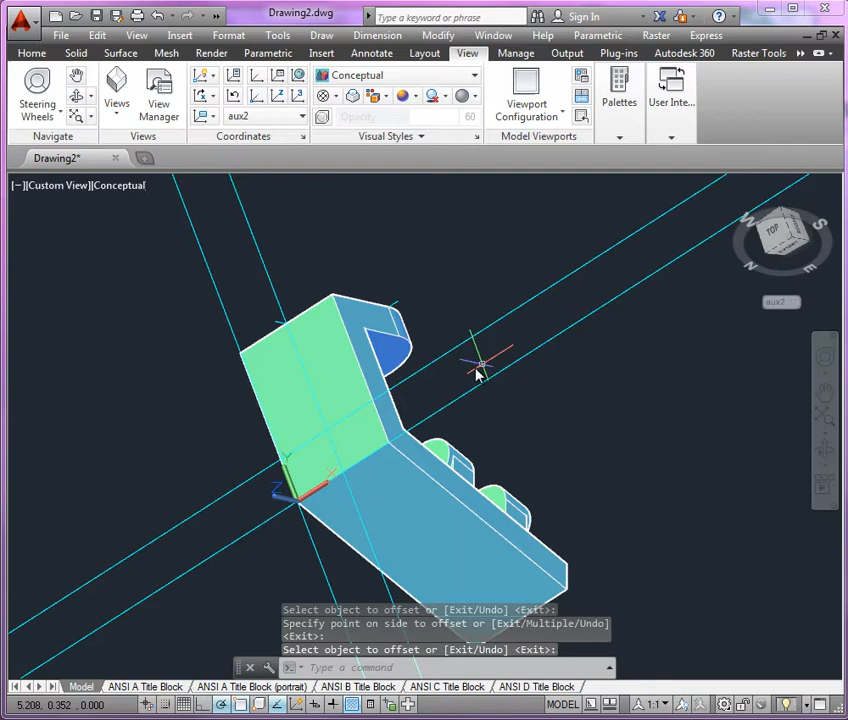 Drawing2.dwg
Type a keyword or phrase
Sign In
File Edit View Insert Format Tools Draw Dimension Modify Window Help Parametric Raster Express
Home Solid Surface Mesh Render Parametric Insert Annotate Layout View Manage Output Plug-ins Autodesk 360 Raster Tools
Conceptual
Steering Wheels
Views
View Manager
aux2
Opacity 60
Viewport Configuration
Palettes
User Inte...
Navigate Views Coordinates Visual Styles Model Viewports
Drawing2*
[−][Custom View][Conceptual]
TOP
W S N E
aux2
Y
X
Z
Select object to offset or [Exit/Undo] <Exit>:
Specify point on side to offset or [Exit/Multiple/Undo]
<Exit>:
Select object to offset or [Exit/Undo] <Exit>:
Type a command
Model ANSI A Title Block ANSI A Title Block (portrait) ANSI B Title Block ANSI C Title Block ANSI D Title Block
5.208, 0.352, 0.000
MODEL
1:1